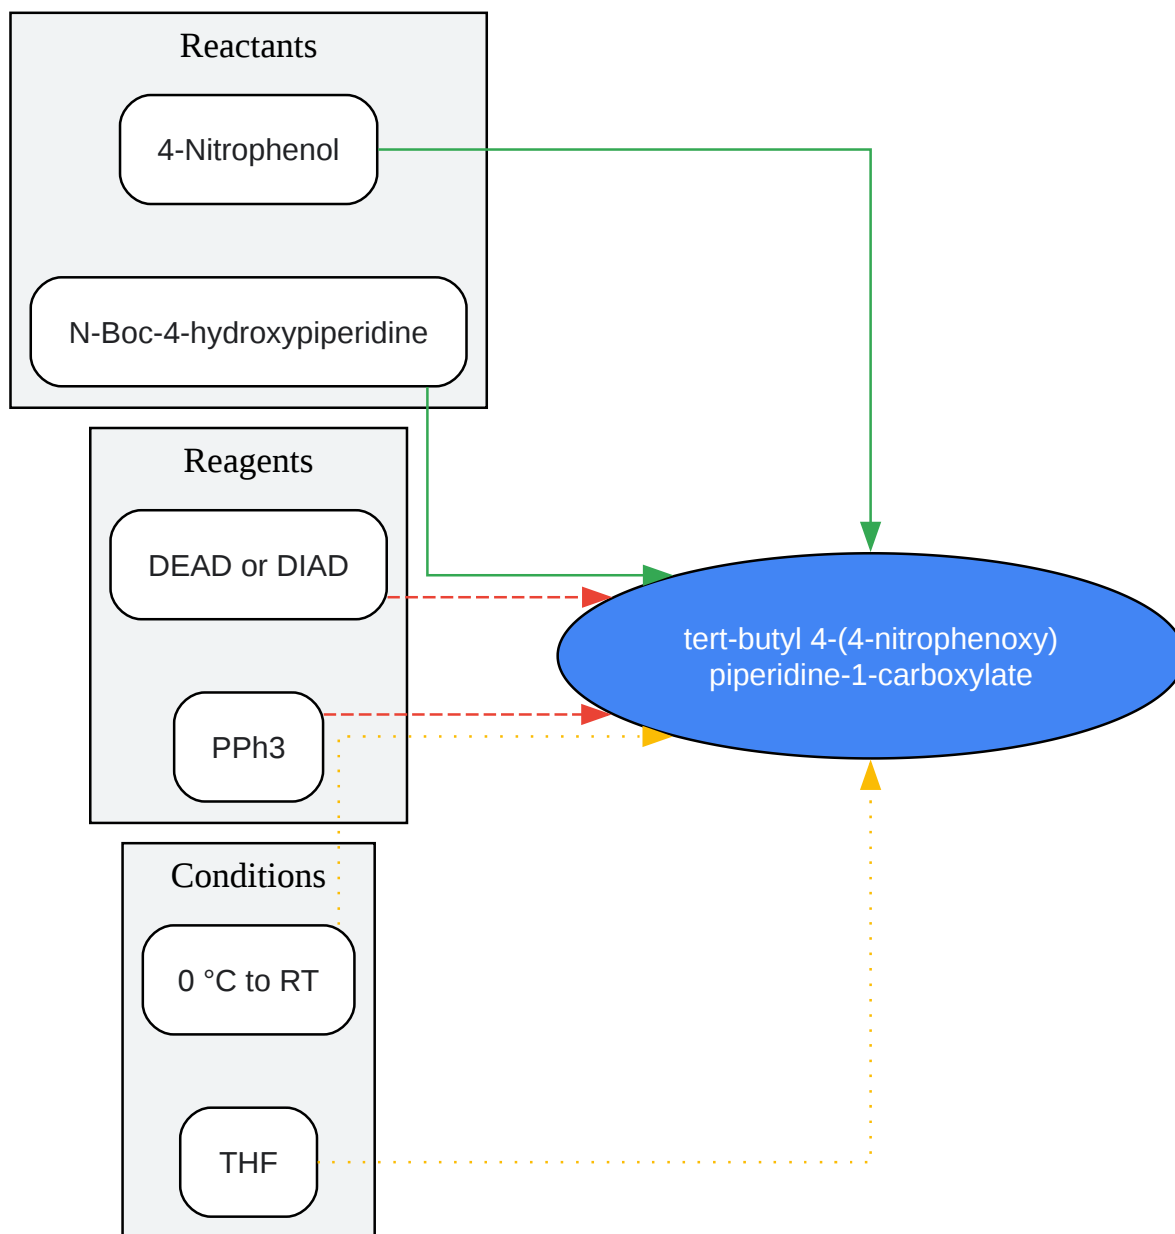 Reactants
4-Nitrophenol
N-Boc-4-hydroxypiperidine
Reagents
DEAD or DIAD
PPh3
Conditions
0 °C to RT
THF
tert-butyl 4-(4-nitrophenoxy)
piperidine-1-carboxylate